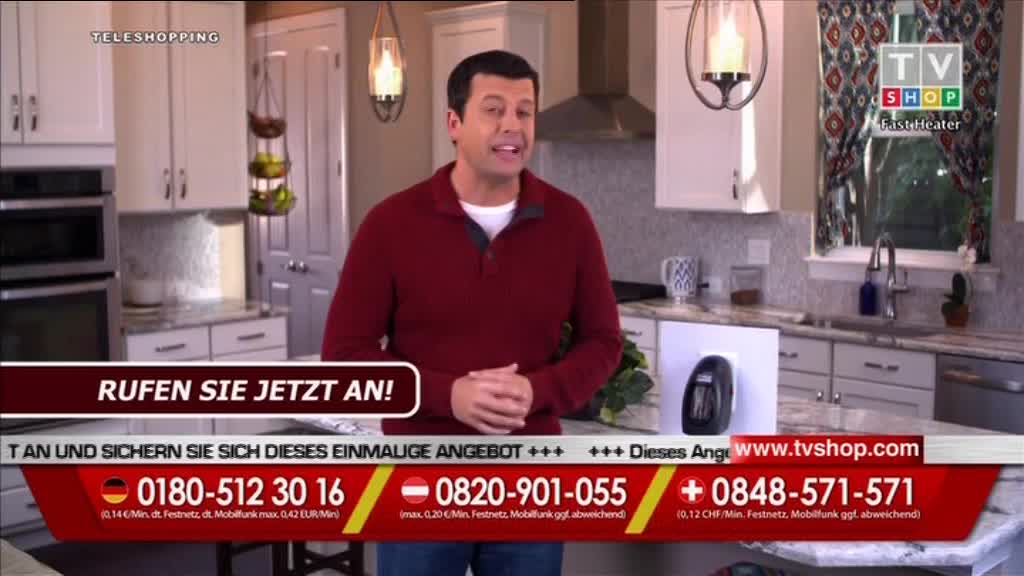 TELESHOPPING
TV
SHOP
Fast Heater
RUFEN SIE JETZT AN!
T AN UND SICHERN SIE SICH DIESES EINMALIGE ANGEBOT +++ +++ Dieses Ange
www.tvshop.com
0180-512 30 16
(0,14 €/Min. dt. Festnetz, dt. Mobilfunk max. 0,42 EUR/Min)
0820-901-055
(max. 0,20 €/Min. Festnetz, Mobilfunk ggf. abweichend)
0848-571-571
(0,12 CHF/Min. Festnetz, Mobilfunk ggf. abweichend)